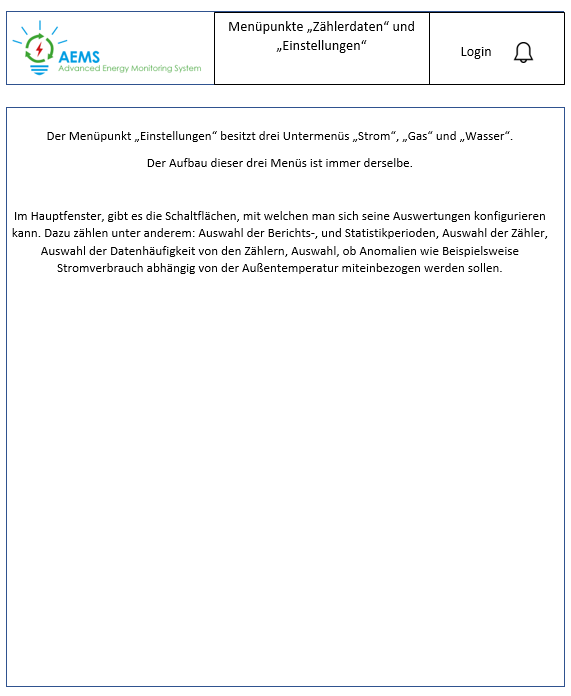 AEMS
Advanced Energy Monitoring System
Menüpunkte „Zählerdaten“ und
„Einstellungen“
Login
Der Menüpunkt „Einstellungen“ besitzt drei Untermenüs „Strom“, „Gas“ und „Wasser“.
Der Aufbau dieser drei Menüs ist immer derselbe.
Im Hauptfenster, gibt es die Schaltflächen, mit welchen man sich seine Auswertungen konfigurieren
kann. Dazu zählen unter anderem: Auswahl der Berichts-, und Statistikperioden, Auswahl der Zähler,
Auswahl der Datenhäufigkeit von den Zählern, Auswahl, ob Anomalien wie Beispielsweise
Stromverbrauch abhängig von der Außentemperatur miteinbezogen werden sollen.